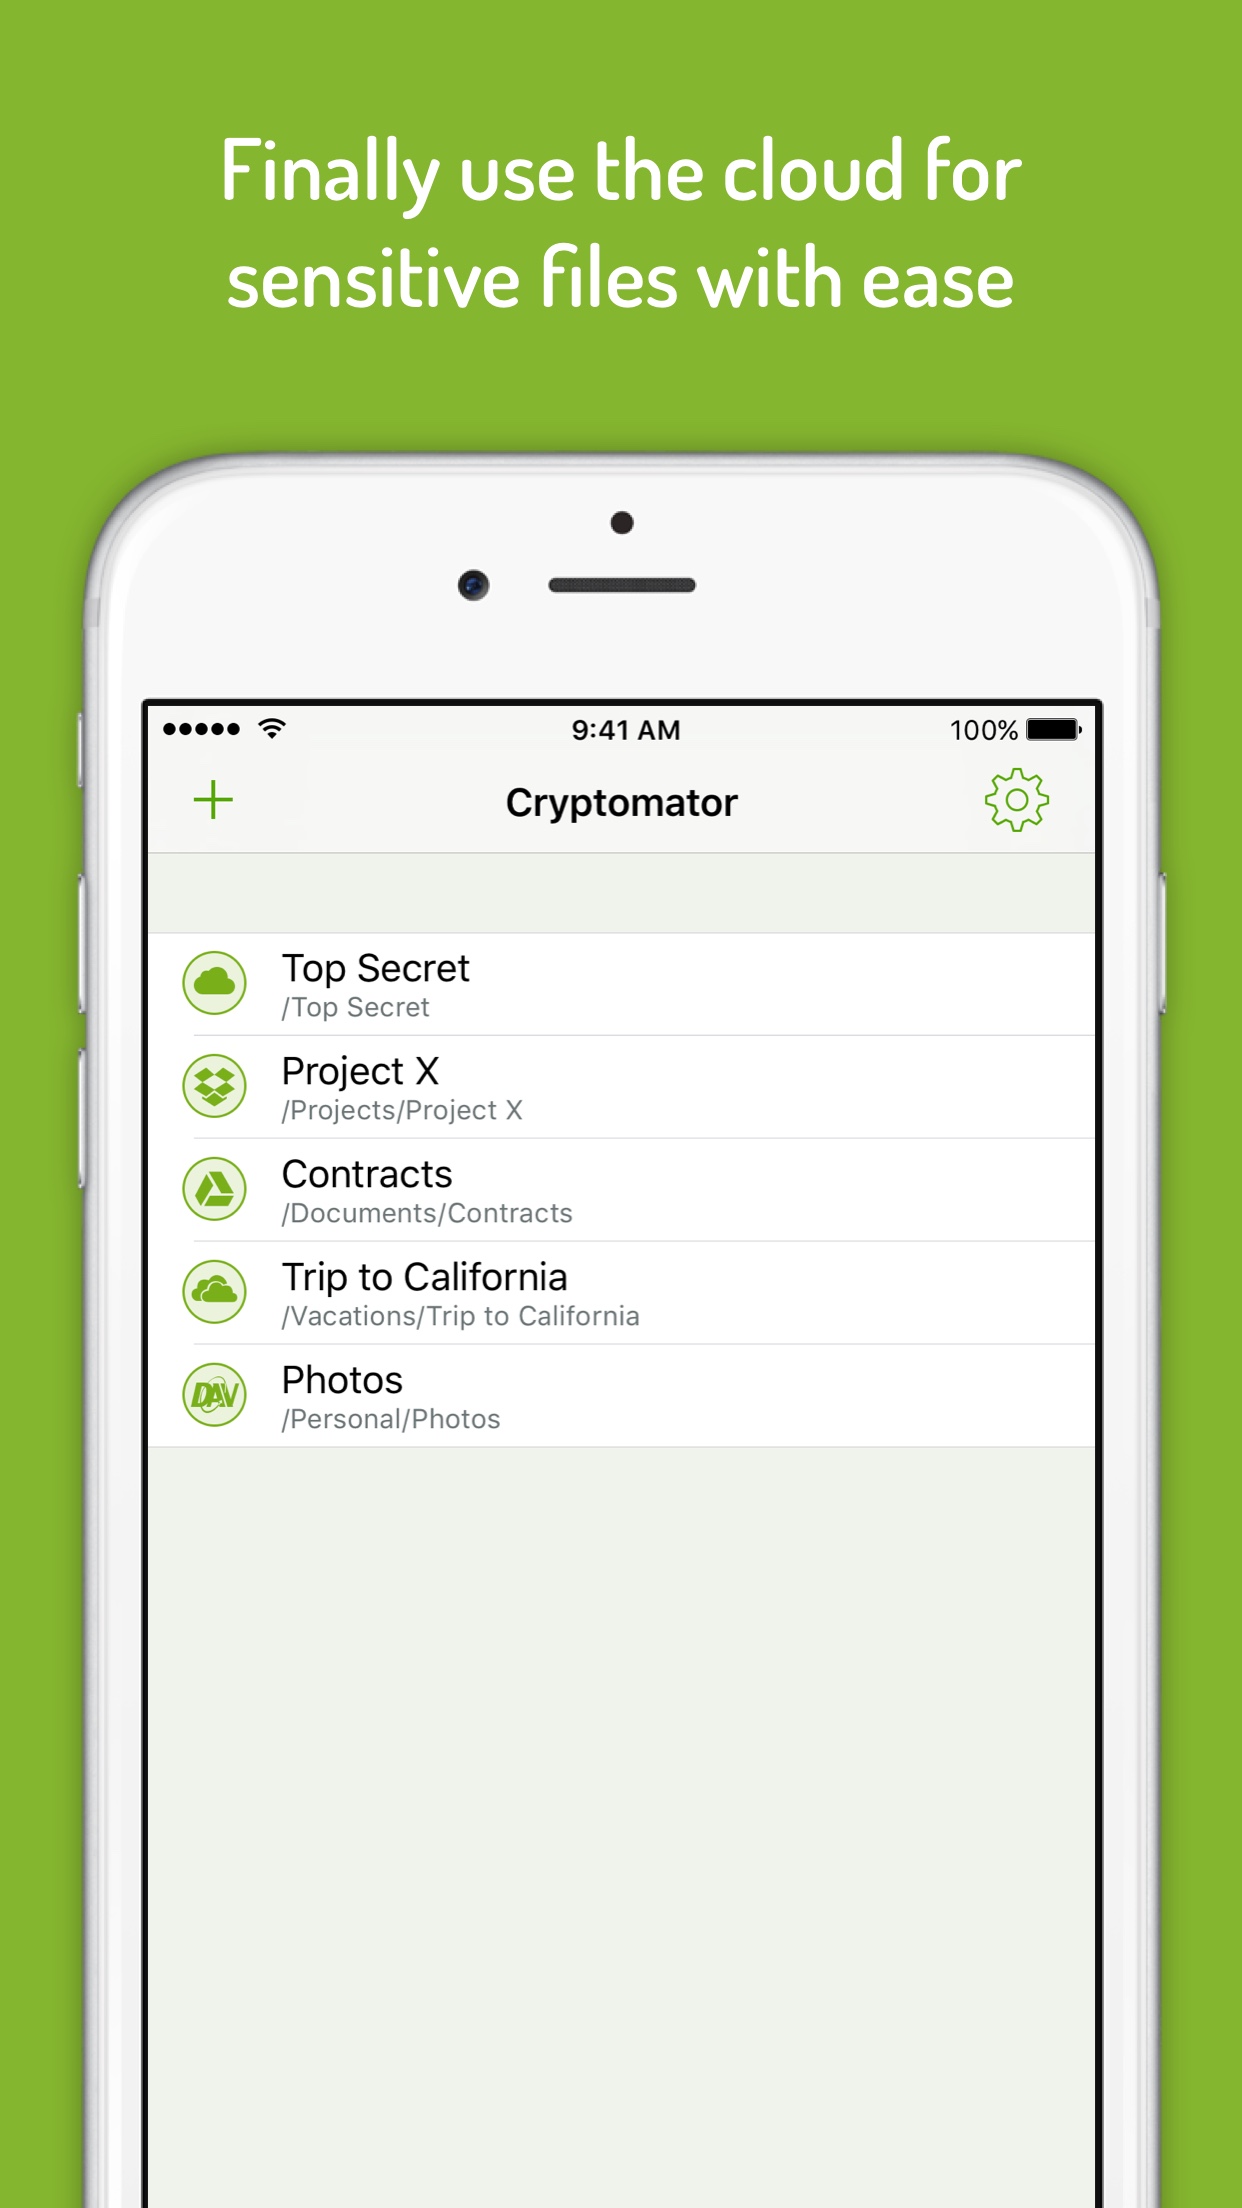 Finally use the cloud for
sensitive files with ease
9:41 AM
100%
Cryptomator
Top Secret
/Top Secret
Project X
/Projects/Project X
Contracts
/Documents/Contracts
Trip to California
/Vacations/Trip to California
DAV
Photos
/Personal/Photos